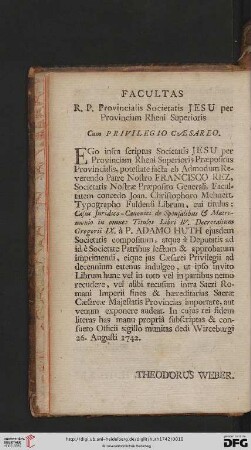 FACULTAS
R. P. Provincialis Societatis JESU per
Provinciam Rheni Superioris
Cum PRIVILEGIO CÆSAREO.
EGo infra scriptus Societatis JESU per
Provinciam Rheni Superioris Præpositus
Provincialis, potestate facta ab Admodum Re-
verendo Patre Nostro FRANCISCO REZ,
Societatis Nostræ Præposito Generali, Facul-
tatem concedo Joan. Christophoro Michaeli,
Typographo Fuldensi Librum, cui titulus:
Casus Juridico-Canonici de Sponsalibus & Matri-
monio in omnes Titulos Libri IV. Decretalium
Gregorii IX. à P. ADAMO HUTH ejusdem
Societatis compositum, atque à Deputatis ad
id è Societate Patribus lectum & approbatum
imprimendi, eique jus Cæsarei Privilegii ad
decennium externa indulgeo, ut ipso invito
Librum hunc vel in toto vel in partibus nemo
recudere, vel alibi recusum intra Sacri Ro-
mani Imperii fines & hæreditarias Sacræ
Cæsareæ Majestatis Provincias importare, aut
venum exponere audeat. In cujus rei fidem
literas has manu propriâ subscriptas & con-
sueto Officii sigillo munitas dedi Wirceburgi
26. Augusti 1742.
THEODORUS WEBER.